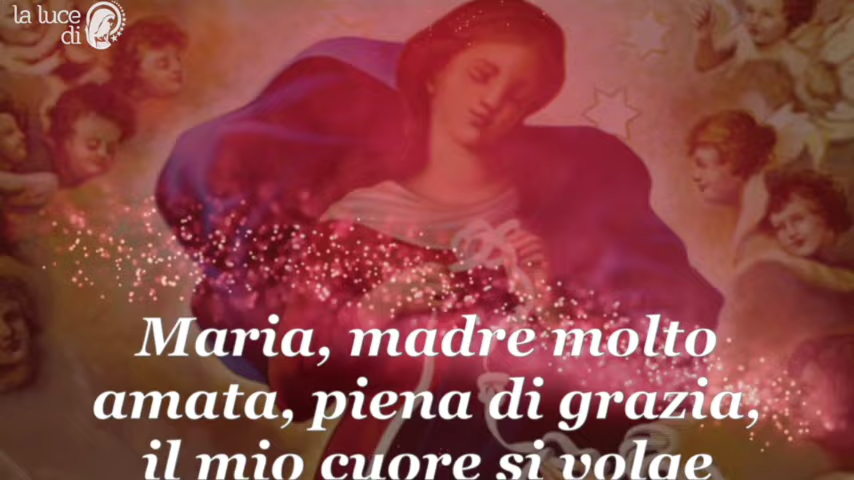 la luce
di
Maria, madre molto
amata, piena di grazia,
il mio cuore si volge